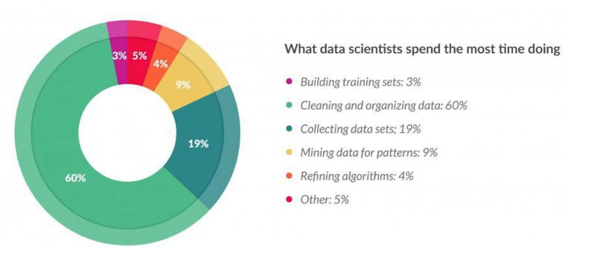 3% 5%
4%
9%
19%
60%
What data scientists spend the most time doing
Building training sets: 3%
Cleaning and organizing data: 60%
Collecting data sets; 19%
Mining data for patterns: 9%
Refining algorithms: 4%
Other: 5%